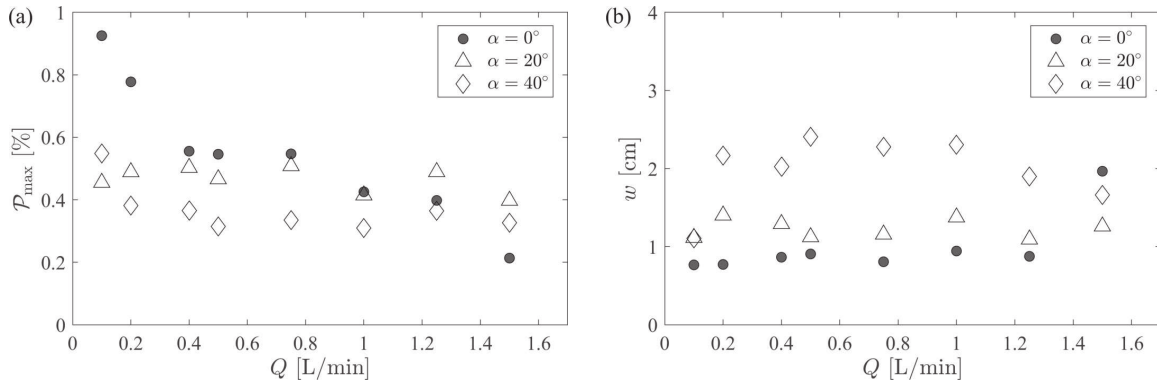 (a)
1
0.8
0.6
0.4
0.2
0
𝒫max [%]
0 0.2 0.4 0.6 0.8 1 1.2 1.4 1.6
Q [L/min]
α = 0°
α = 20°
α = 40°
(b)
4
3
2
1
0
w [cm]
0 0.2 0.4 0.6 0.8 1 1.2 1.4 1.6
Q [L/min]
α = 0°
α = 20°
α = 40°